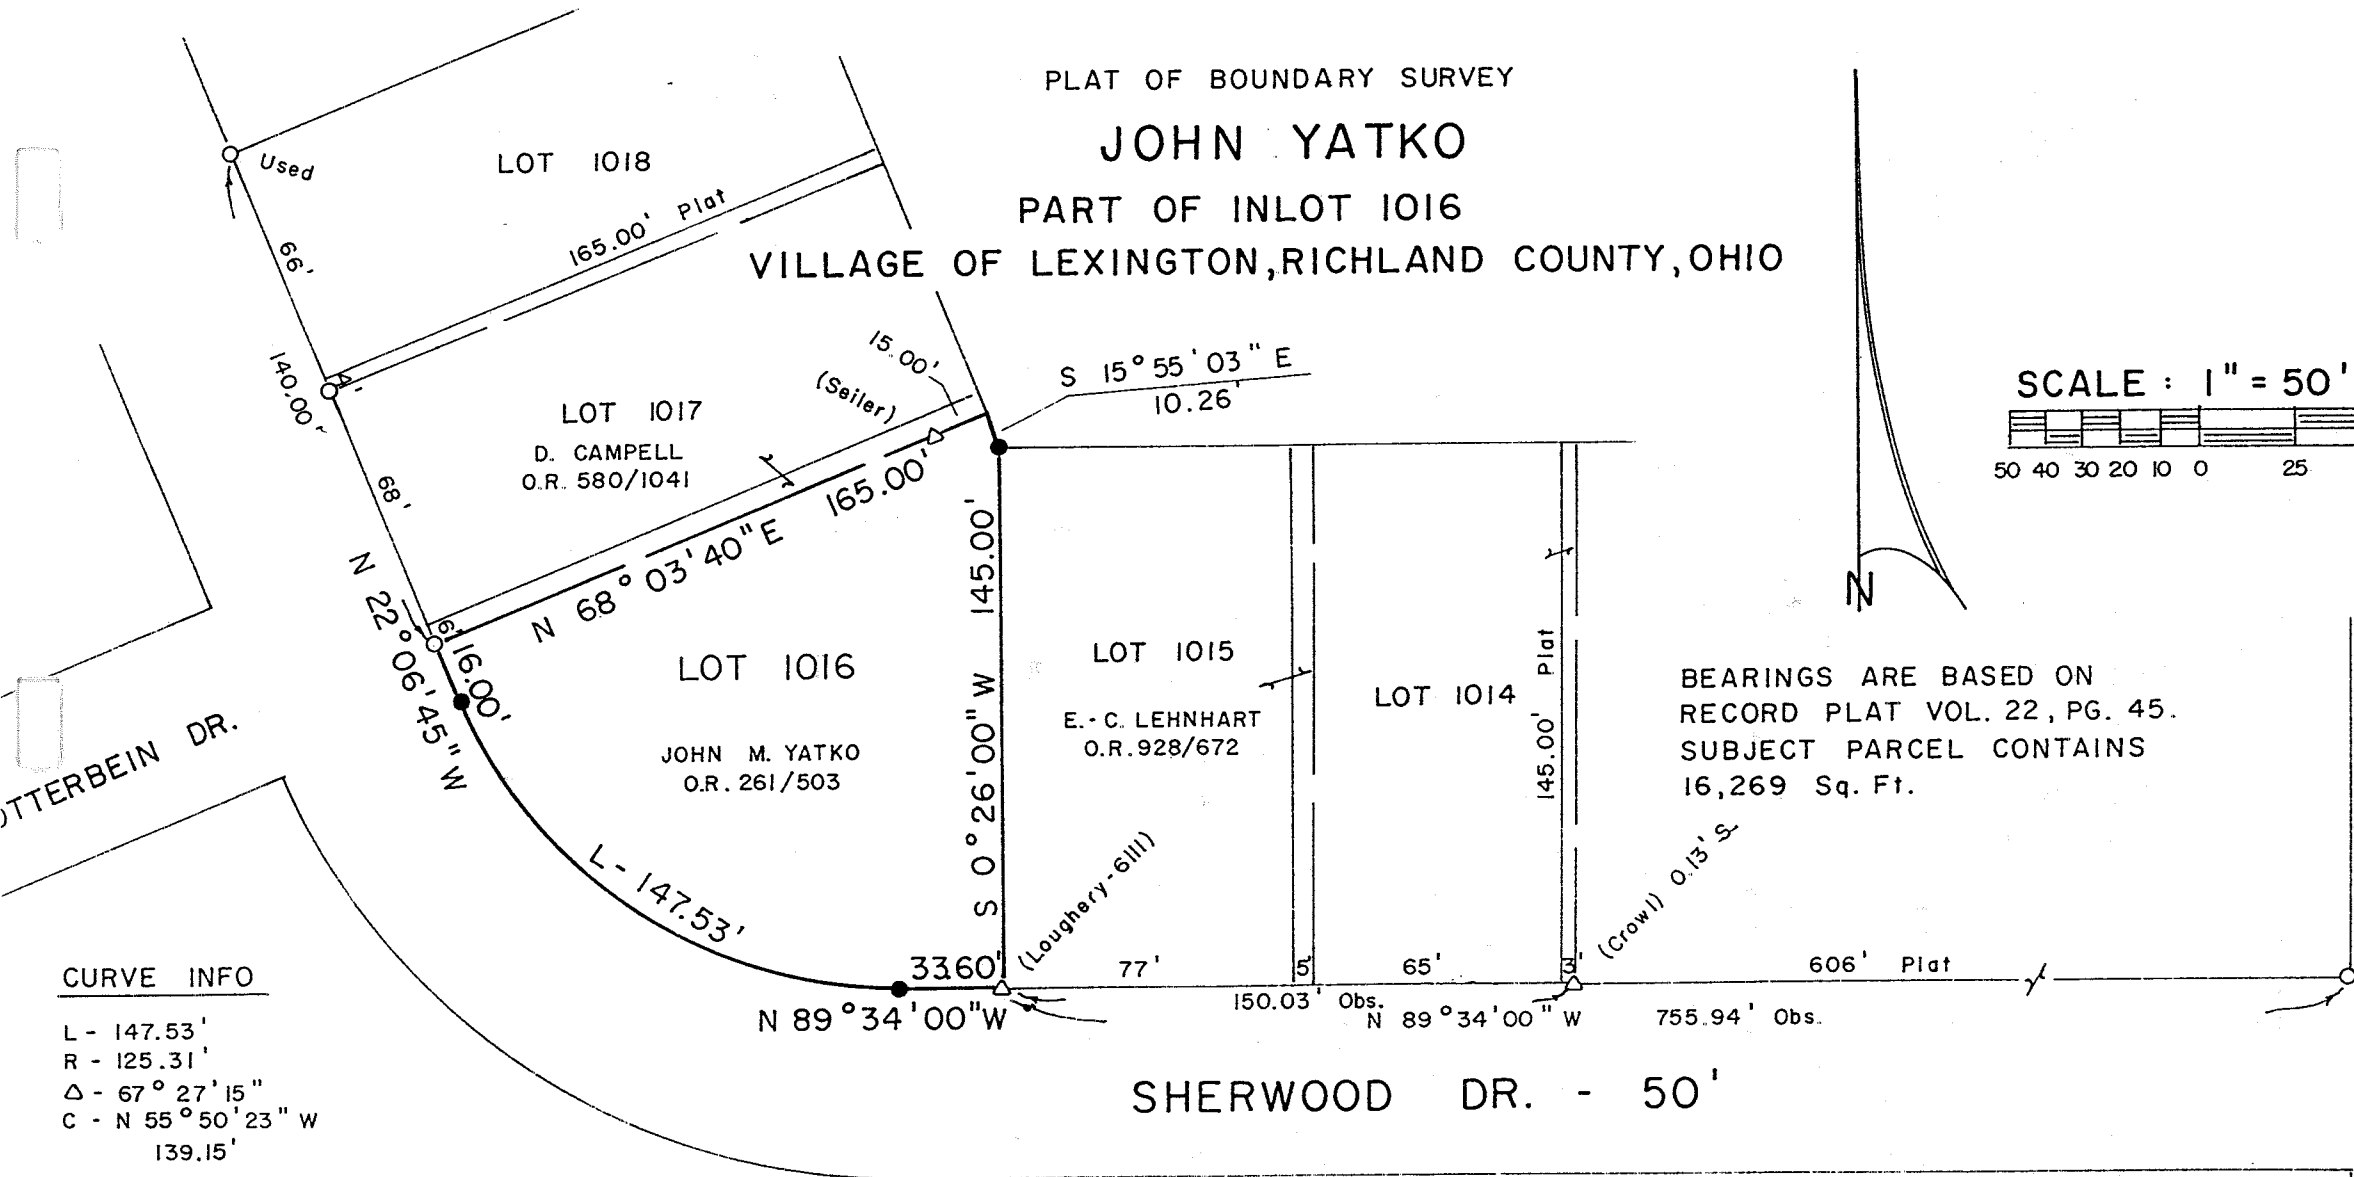 PLAT OF BOUNDARY SURVEY
JOHN YATKO
PART OF INLOT 1016
VILLAGE OF LEXINGTON, RICHLAND COUNTY, OHIO
SCALE : 1" = 50'
50 40 30 20 10 0 25
N
BEARINGS ARE BASED ON
RECORD PLAT VOL. 22, PG. 45.
SUBJECT PARCEL CONTAINS
16,269 Sq. Ft.
Used
LOT 1018
66'
165.00' Plat
140.00'
4'
LOT 1017
D. CAMPELL
O.R. 580/1041
68'
(Seiler)
15.00'
S 15° 55' 03" E
10.26'
N 68° 03' 40" E 165.00'
N 22° 06' 45" W
6'
16.00'
LOT 1016
JOHN M. YATKO
O.R. 261/503
S 0° 26' 00" W 145.00'
LOT 1015
E. - C. LEHNHART
O.R. 928/672
LOT 1014
145.00' Plat
OTTERBEIN DR.
L - 147.53'
33.60'
N 89° 34' 00" W
(Loughery - 6111)
77'
5'
65'
3'
(Crowl) 0.13' S
606' Plat
150.03' Obs.
N 89° 34' 00" W 755.94' Obs.
SHERWOOD DR. - 50'
CURVE INFO
L - 147.53'
R - 125.31'
Δ - 67° 27' 15"
C - N 55° 50' 23" W
139.15'